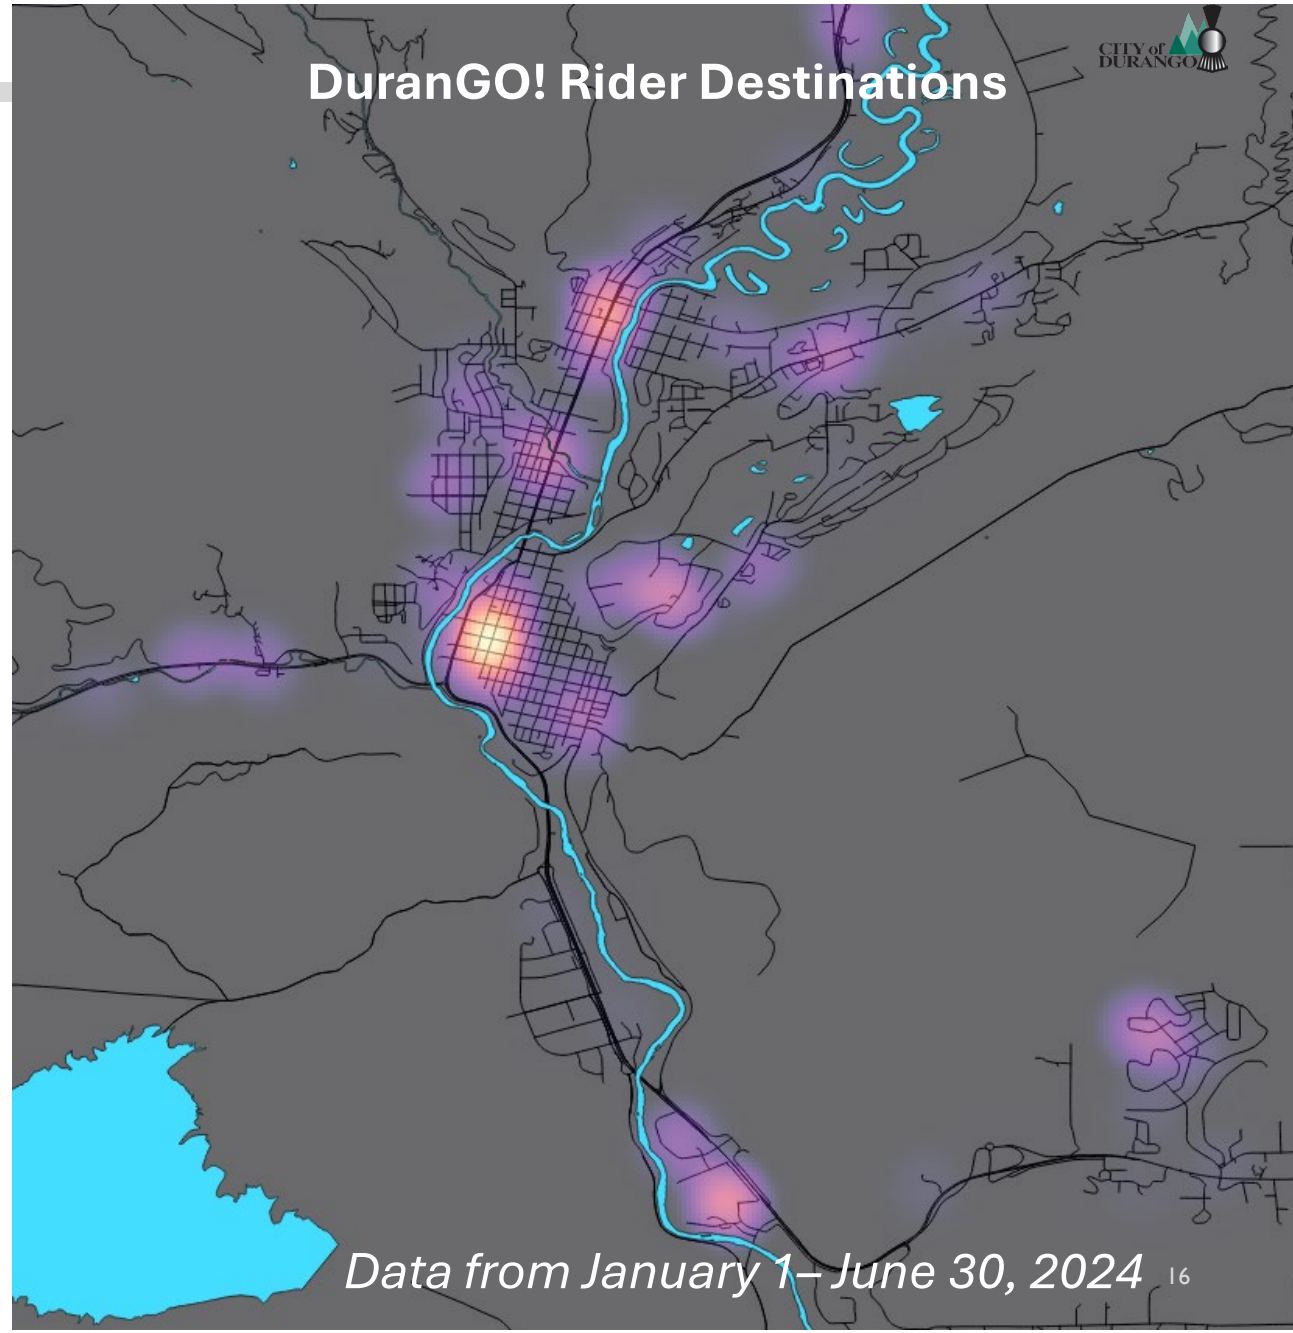 CITY of
DURANGO
DuranGO! Rider Destinations
Data from January 1–June 30, 2024
16